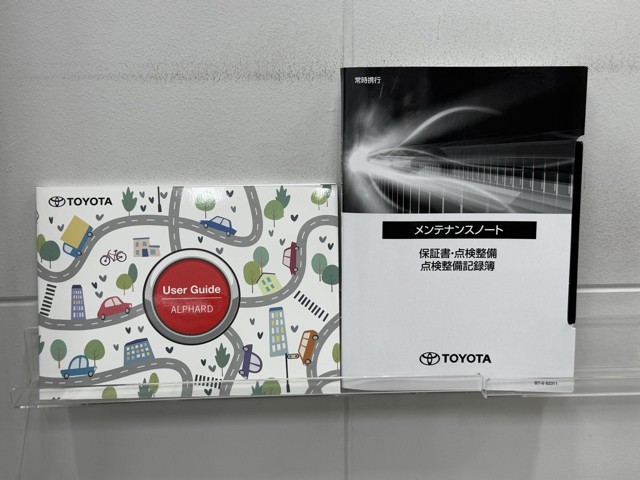 TOYOTA
User Guide
ALPHARD
常時携行
メンテナンスノート
保証書・点検整備
点検整備記録簿
TOYOTA